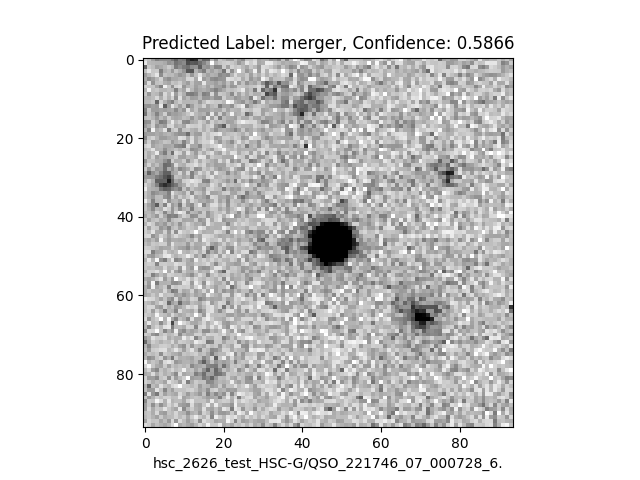 Predicted Label: merger, Confidence: 0.5866
0
20
40
60
80
0 20 40 60 80
hsc_2626_test_HSC-G/QSO_221746_07_000728_6.